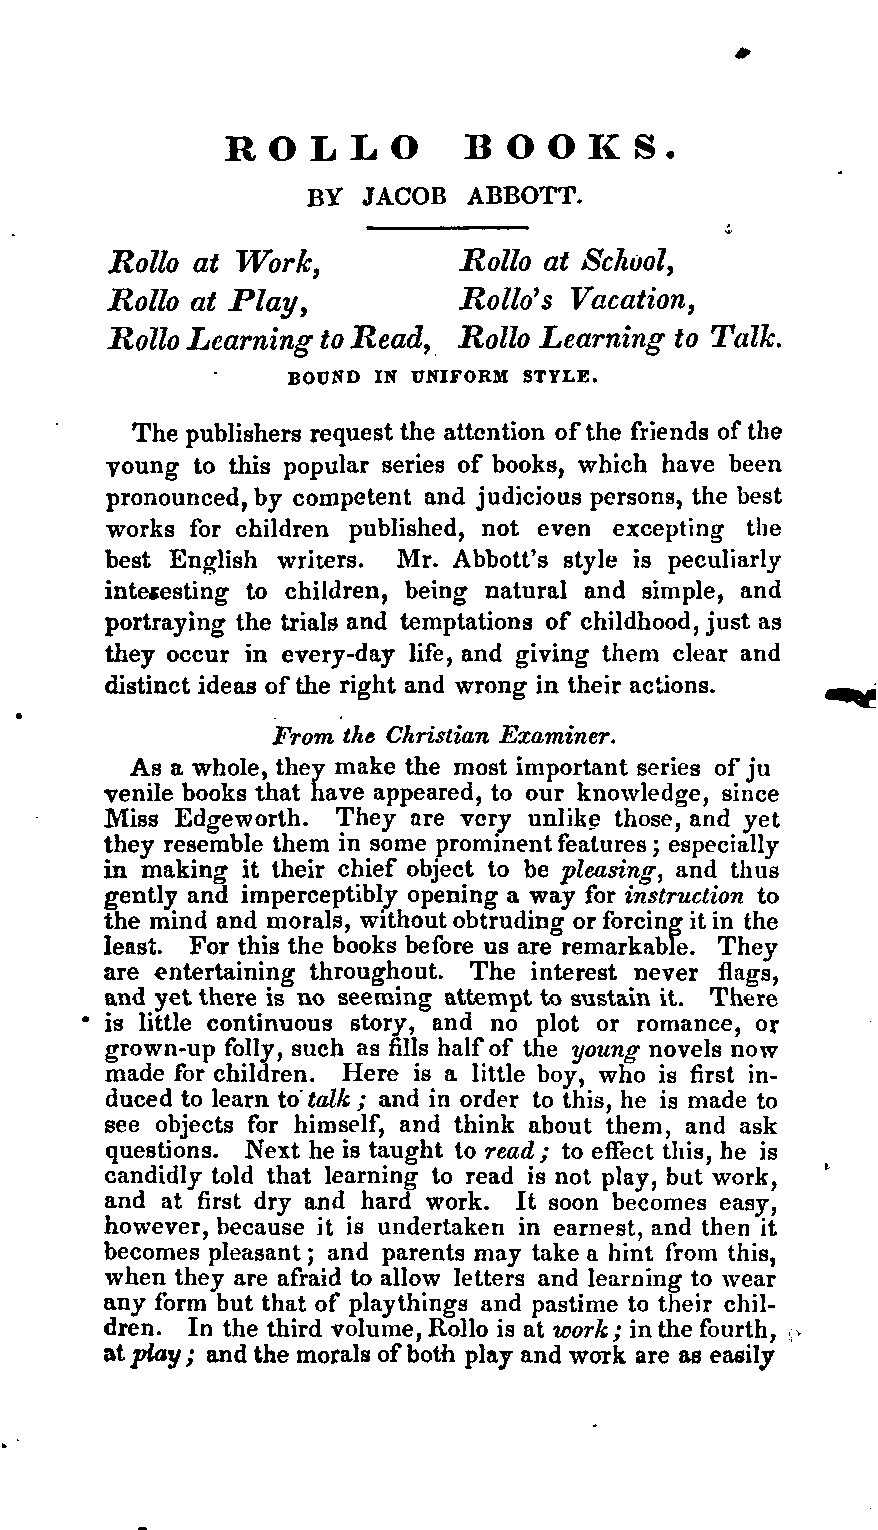 ROLLO BOOKS.
BY JACOB ABBOTT.
Rollo at Work, Rollo at School,
Rollo at Play, Rollo's Vacation,
Rollo Learning to Read, Rollo Learning to Talk.
BOUND IN UNIFORM STYLE.
The publishers request the attention of the friends of the
young to this popular series of books, which have been
pronounced, by competent and judicious persons, the best
works for children published, not even excepting the
best English writers. Mr. Abbott's style is peculiarly
interesting to children, being natural and simple, and
portraying the trials and temptations of childhood, just as
they occur in every-day life, and giving them clear and
distinct ideas of the right and wrong in their actions.
From the Christian Examiner.
As a whole, they make the most important series of ju
venile books that have appeared, to our knowledge, since
Miss Edgeworth. They are very unlike those, and yet
they resemble them in some prominent features; especially
in making it their chief object to be pleasing, and thus
gently and imperceptibly opening a way for instruction to
the mind and morals, without obtruding or forcing it in the
least. For this the books before us are remarkable. They
are entertaining throughout. The interest never flags,
and yet there is no seeming attempt to sustain it. There
is little continuous story, and no plot or romance, or
grown-up folly, such as fills half of the young novels now
made for children. Here is a little boy, who is first in-
duced to learn to talk; and in order to this, he is made to
see objects for himself, and think about them, and ask
questions. Next he is taught to read; to effect this, he is
candidly told that learning to read is not play, but work,
and at first dry and hard work. It soon becomes easy,
however, because it is undertaken in earnest, and then it
becomes pleasant; and parents may take a hint from this,
when they are afraid to allow letters and learning to wear
any form but that of playthings and pastime to their chil-
dren. In the third volume, Rollo is at work; in the fourth,
at play; and the morals of both play and work are as easily